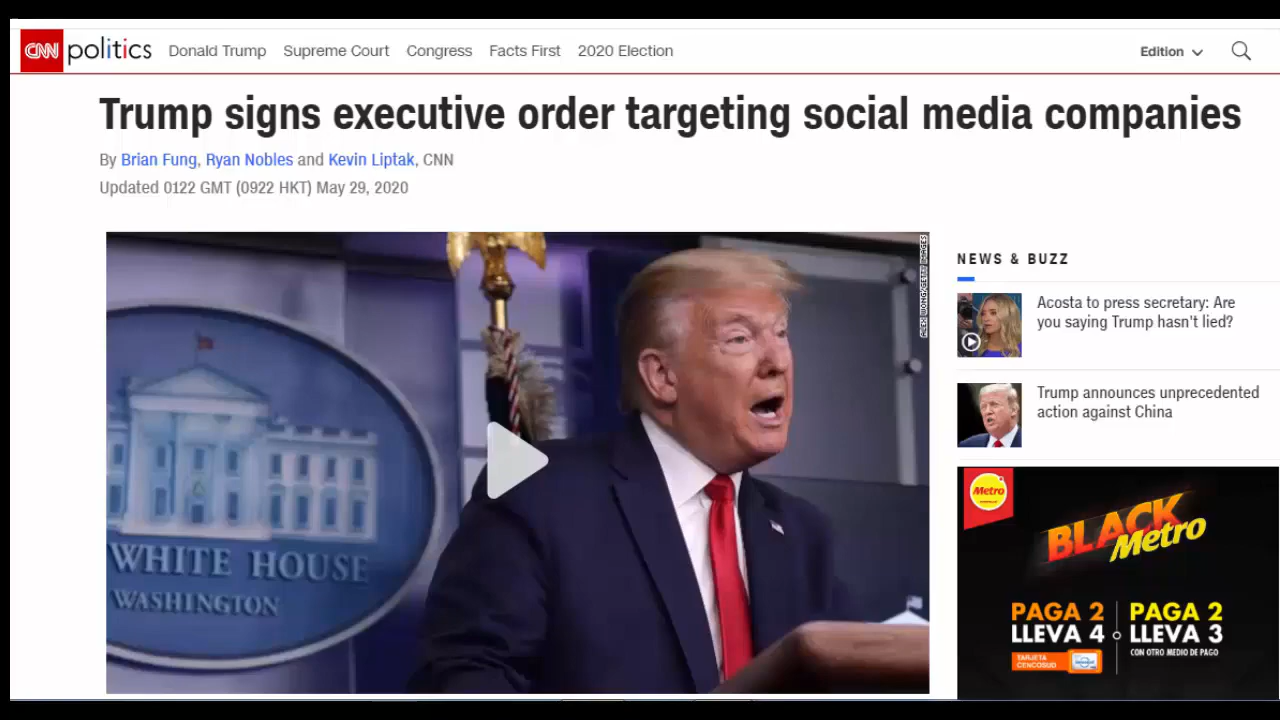 CNN politics Donald Trump Supreme Court Congress Facts First 2020 Election Edition
Trump signs executive order targeting social media companies
By Brian Fung, Ryan Nobles and Kevin Liptak, CNN
Updated 0122 GMT (0922 HKT) May 29, 2020
ALEX WONG/GETTY IMAGES
WHITE HOUSE
WASHINGTON
NEWS & BUZZ
Acosta to press secretary: Are
you saying Trump hasn't lied?
Trump announces unprecedented
action against China
Metro
BLACK
Metro
PAGA 2
LLEVA 4
TARJETA
CENCOSUD
o
PAGA 2
LLEVA 3
CON OTRO MEDIO DE PAGO